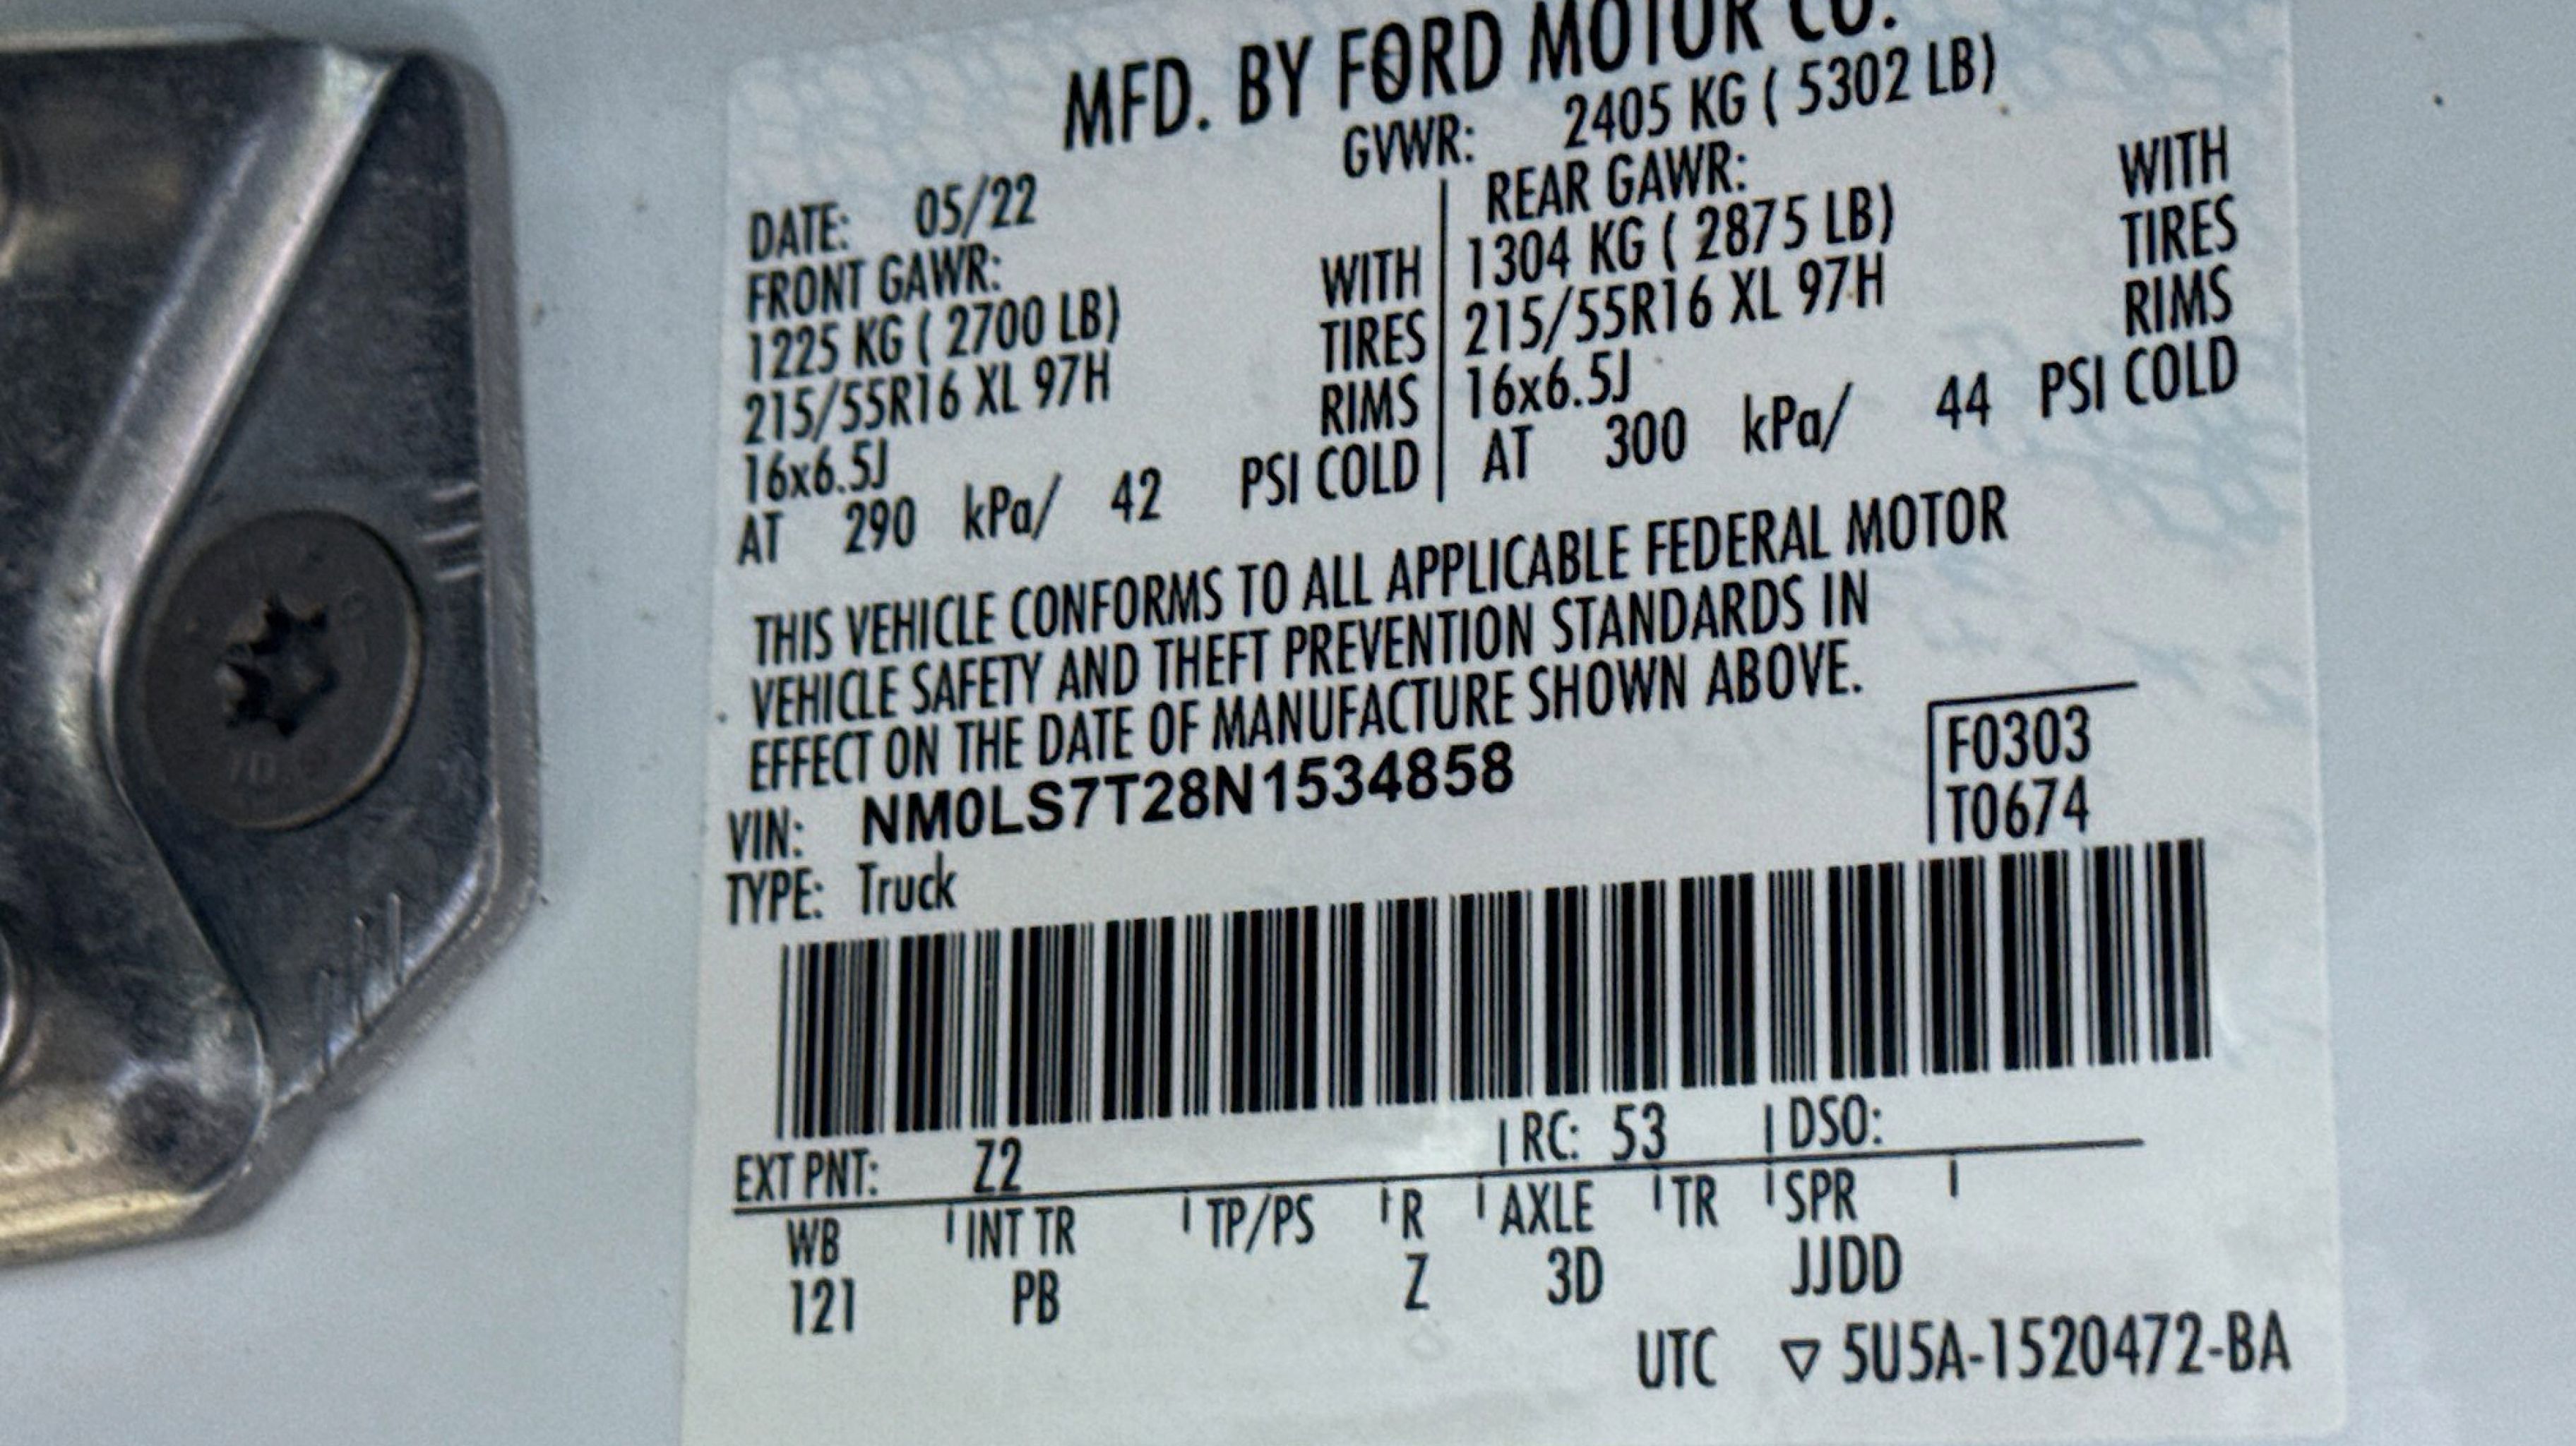 MFD. BY FORD MOTOR CO.
GVWR: 2405 KG ( 5302 LB)
DATE: 05/22
FRONT GAWR:
1225 KG ( 2700 LB) WITH
215/55R16 XL 97H TIRES
16x6.5J RIMS
AT 290 kPa/ 42 PSI COLD
REAR GAWR:
1304 KG ( 2875 LB) WITH
215/55R16 XL 97H TIRES
16x6.5J RIMS
AT 300 kPa/ 44 PSI COLD
THIS VEHICLE CONFORMS TO ALL APPLICABLE FEDERAL MOTOR
VEHICLE SAFETY AND THEFT PREVENTION STANDARDS IN
EFFECT ON THE DATE OF MANUFACTURE SHOWN ABOVE.
F0303
VIN: NM0LS7T28N1534858
T0674
TYPE: Truck
EXT PNT: Z2 RC: 53 DSO:
WB INT TR TP/PS R AXLE TR SPR
121 PB Z 3D JJDD
UTC ▽ 5U5A-1520472-BA